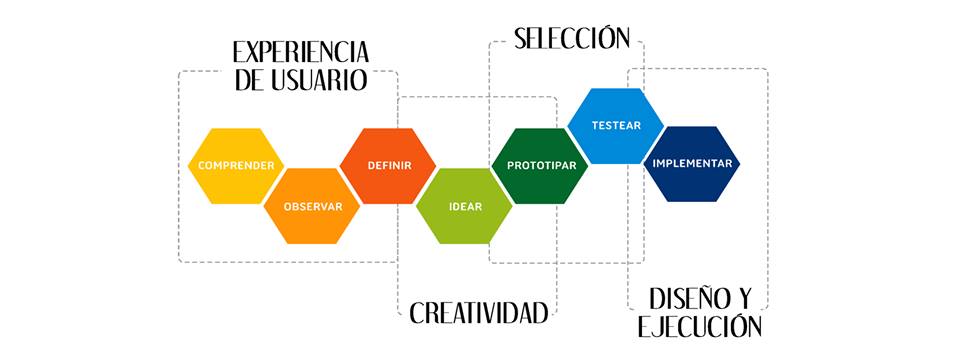 EXPERIENCIA
DE USUARIO
SELECCIÓN
COMPRENDER
OBSERVAR
DEFINIR
IDEAR
PROTOTIPAR
TESTEAR
IMPLEMENTAR
CREATIVIDAD
DISEÑO Y
EJECUCIÓN